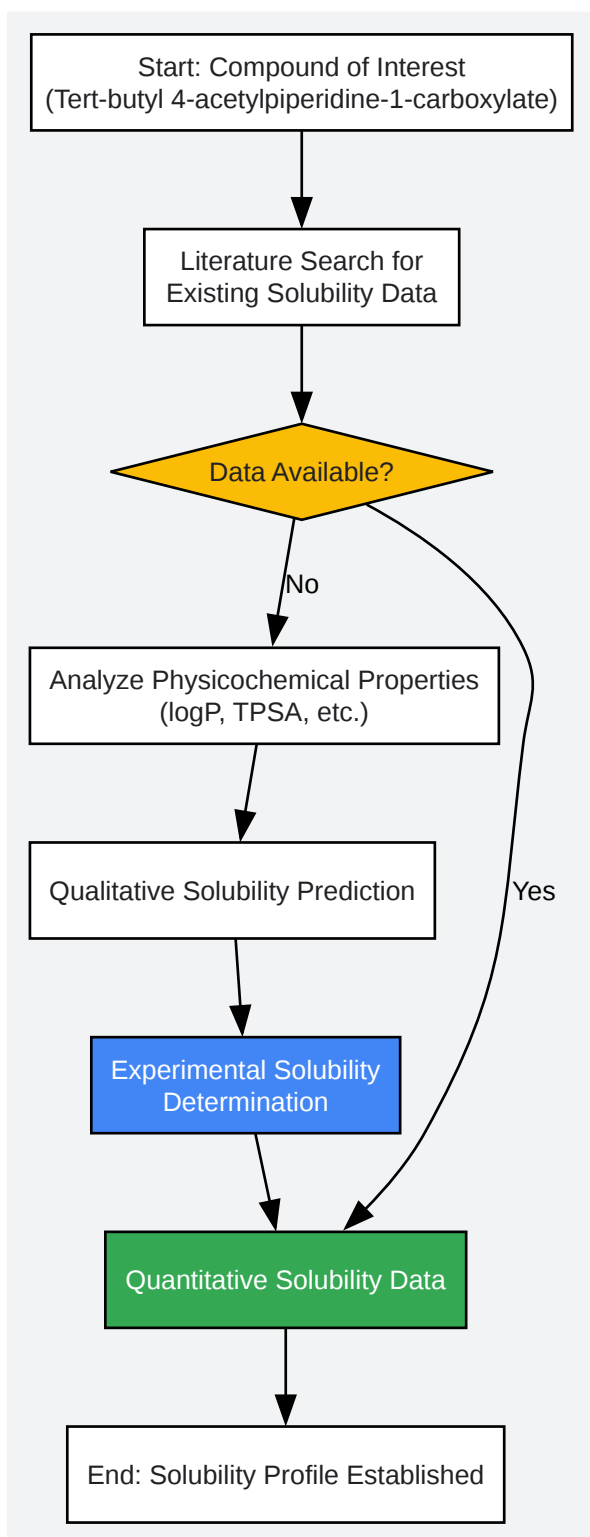 Start: Compound of Interest
(Tert-butyl 4-acetylpiperidine-1-carboxylate)
Literature Search for
Existing Solubility Data
Data Available?
No
Analyze Physicochemical Properties
(logP, TPSA, etc.)
Qualitative Solubility Prediction
Yes
Experimental Solubility
Determination
Quantitative Solubility Data
End: Solubility Profile Established